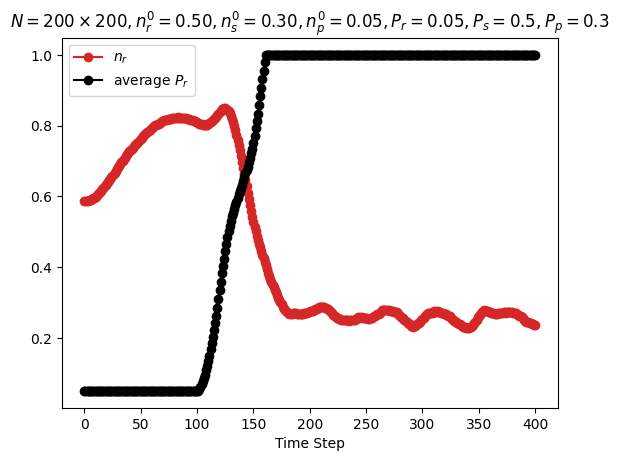 N = 200 × 200, n_r^0 = 0.50, n_s^0 = 0.30, n_p^0 = 0.05, P_r = 0.05, P_s = 0.5, P_p = 0.3
n_r
average P_r
1.0
0.8
0.6
0.4
0.2
0 50 100 150 200 250 300 350 400
Time Step